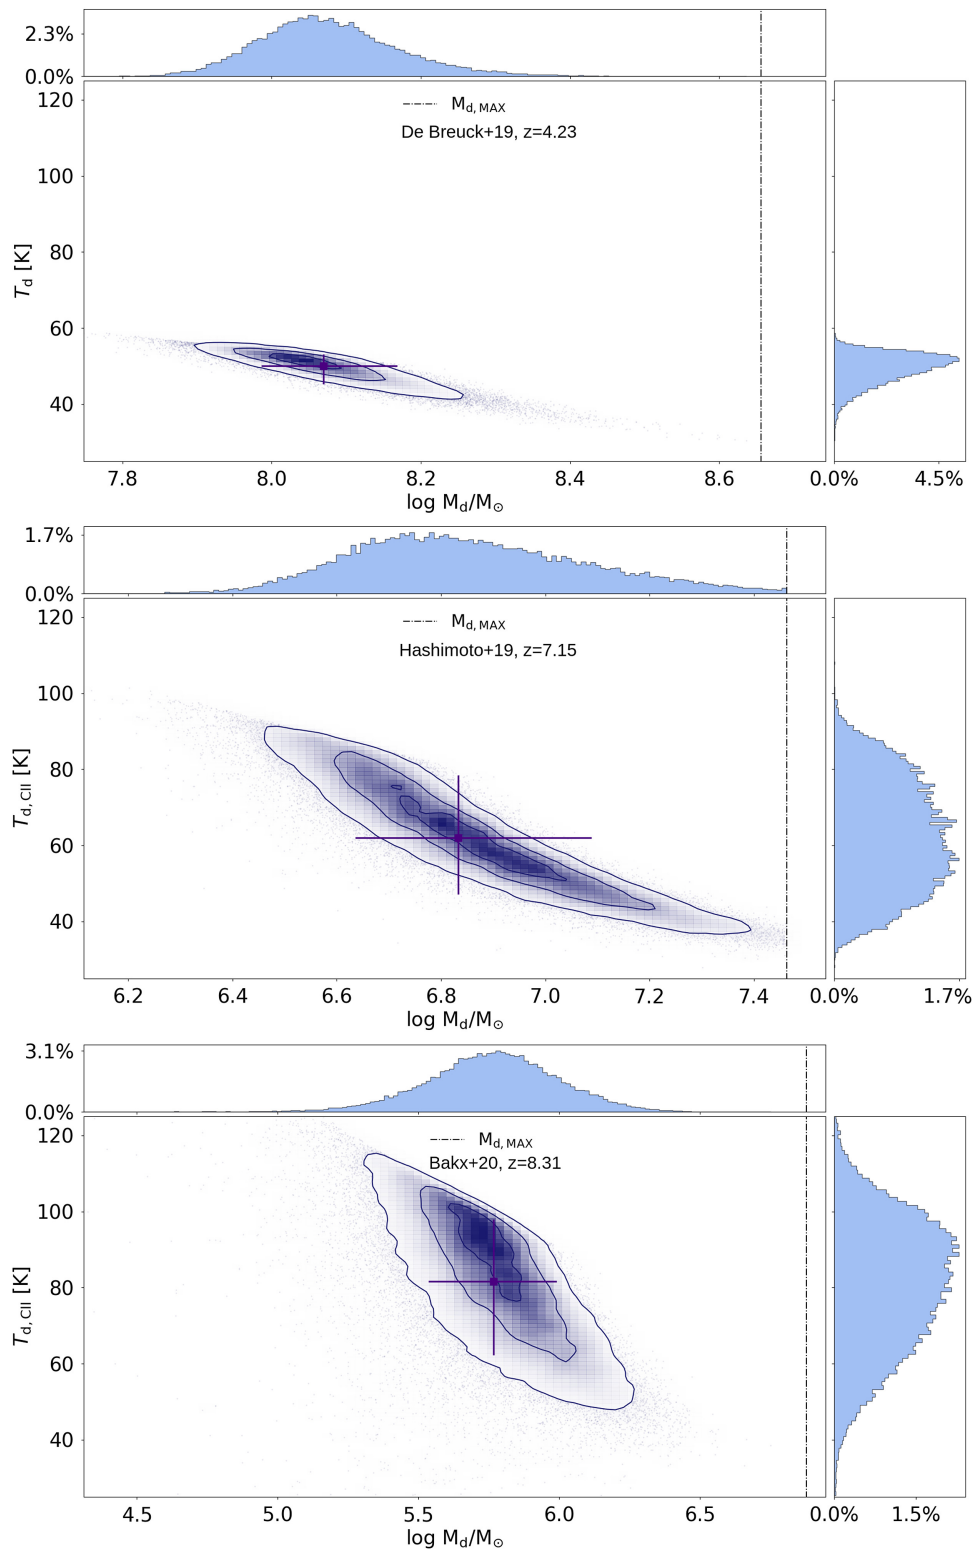 2.3%
0.0%
120
100
80
60
40
T_d [K]
M_d, MAX
De Breuck+19, z=4.23
7.8 8.0 8.2 8.4 8.6 0.0% 4.5%
log M_d/M_⊙
1.7%
0.0%
120
100
80
60
40
T_d, CII [K]
M_d, MAX
Hashimoto+19, z=7.15
6.2 6.4 6.6 6.8 7.0 7.2 7.4 0.0% 1.7%
log M_d/M_⊙
3.1%
0.0%
120
100
80
60
40
T_d, CII [K]
M_d, MAX
Bakx+20, z=8.31
4.5 5.0 5.5 6.0 6.5 0.0% 1.5%
log M_d/M_⊙